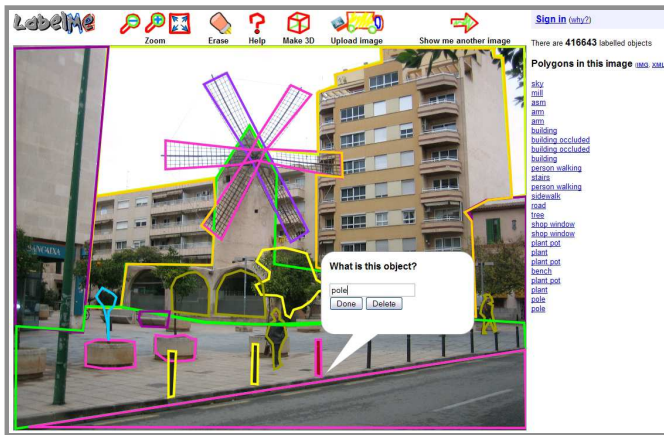 LabelMe
Zoom
Erase
Help
Make 3D
Upload image
Show me another image
Sign in (why?)
There are 416643 labelled objects
Polygons in this image (IMG, XML
sky
mill
asm
arm
arm
building
building occluded
building occluded
building
person walking
stairs
person walking
sidewalk
road
tree
shop window
shop window
plant pot
plant
plant pot
bench
plant pot
plant
pole
pole
What is this object?
pole
Done
Delete